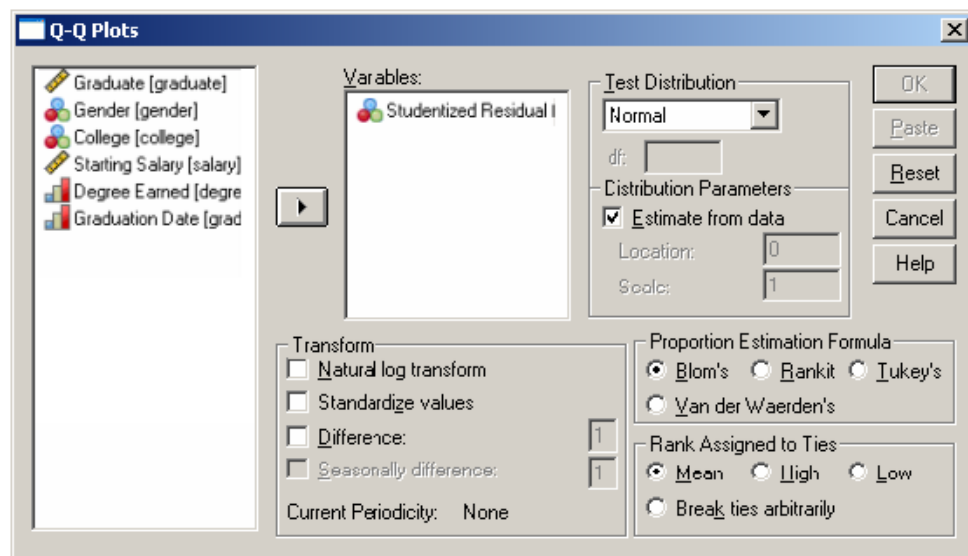 Q-Q Plots
Graduate [graduate]
Gender [gender]
College [college]
Starting Salary [salary]
Degree Earned [degre
Graduation Date [grad
Varables:
Studentized Residual
Test Distribution
Normal
df:
Distribution Parameters
Estimate from data
Location: 0
Scale: 1
OK
Paste
Reset
Cancel
Help
Transform
Natural log transform
Standardize values
Difference: 1
Seasonally difference: 1
Current Periodicity: None
Proportion Estimation Formula
Blom's Rankit Tukey's
Van der Waerden's
Rank Assigned to Ties
Mean High Low
Break ties arbitrarily